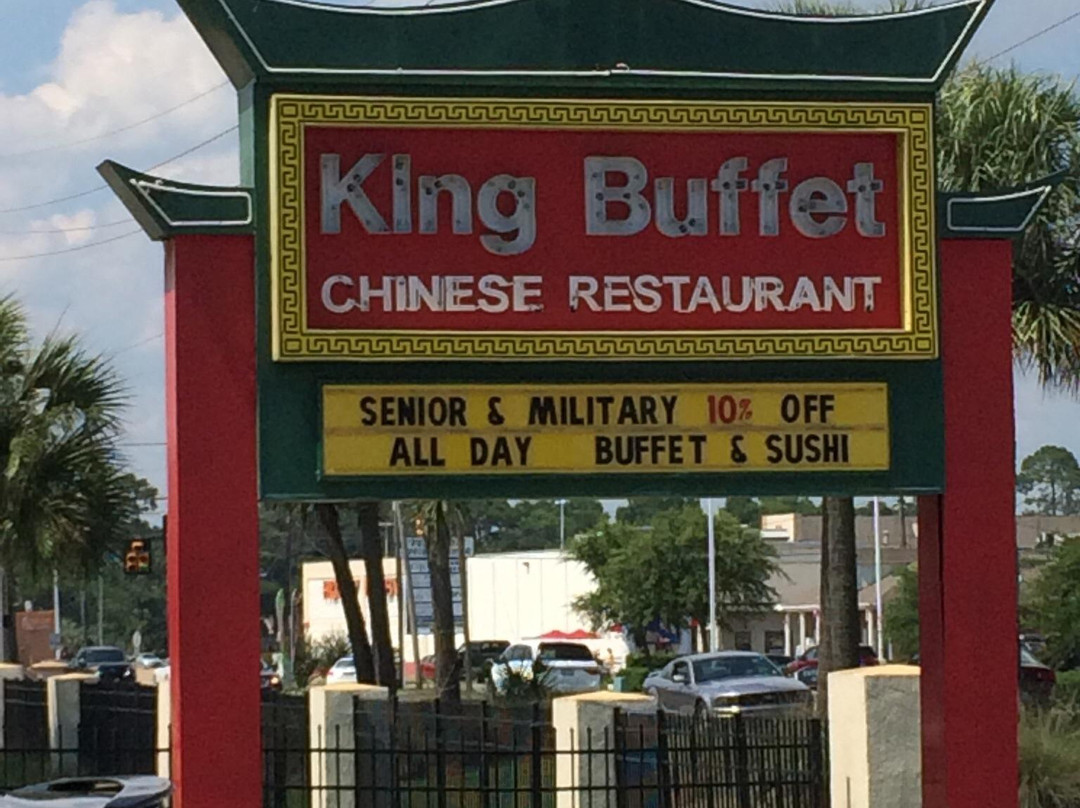 KIng Buffet
CHINESE RESTAURANT
SENIOR & MILITARY 10% OFF
ALL DAY BUFFET & SUSHI